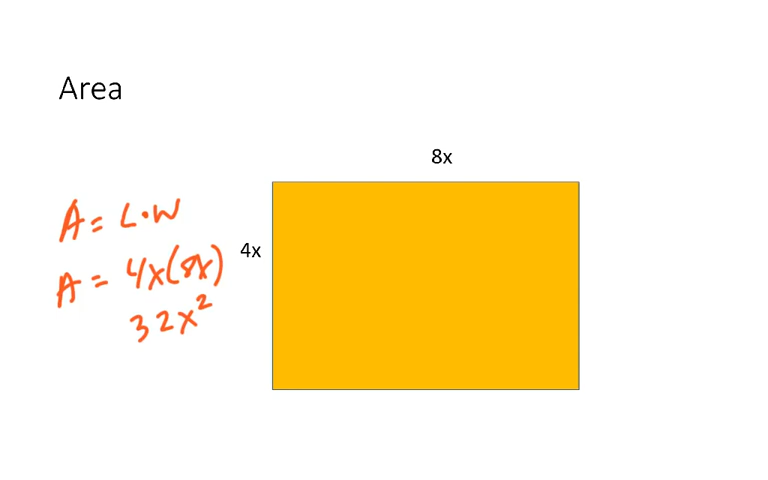 Area
8x
4x
A = L·W
A = 4x(8x)
32x²